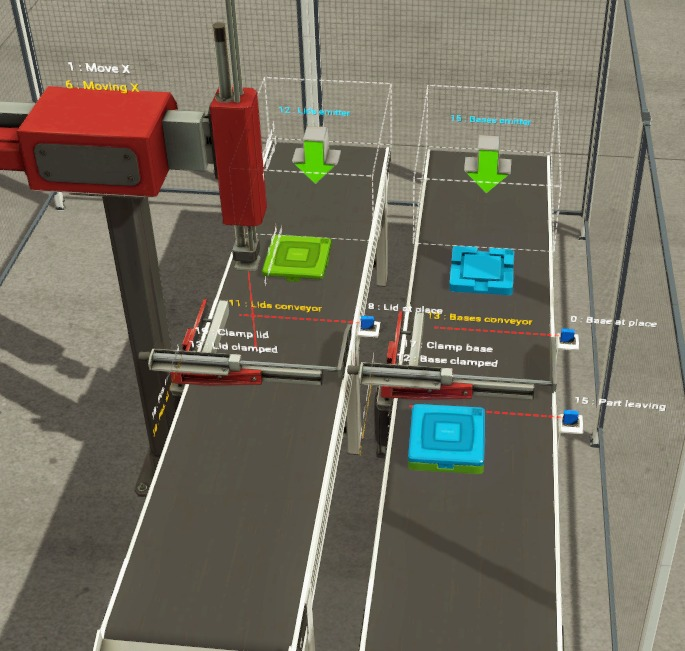 1 : Move X
6 : Moving X
12 : Lids emitter
15 : Bases emitter
11 : Lids conveyor
8 : Lid at place
13 : Bases conveyor
0 : Base at place
Clamp lid
Lid clamped
Clamp base
12 : Base clamped
15 : Part leaving